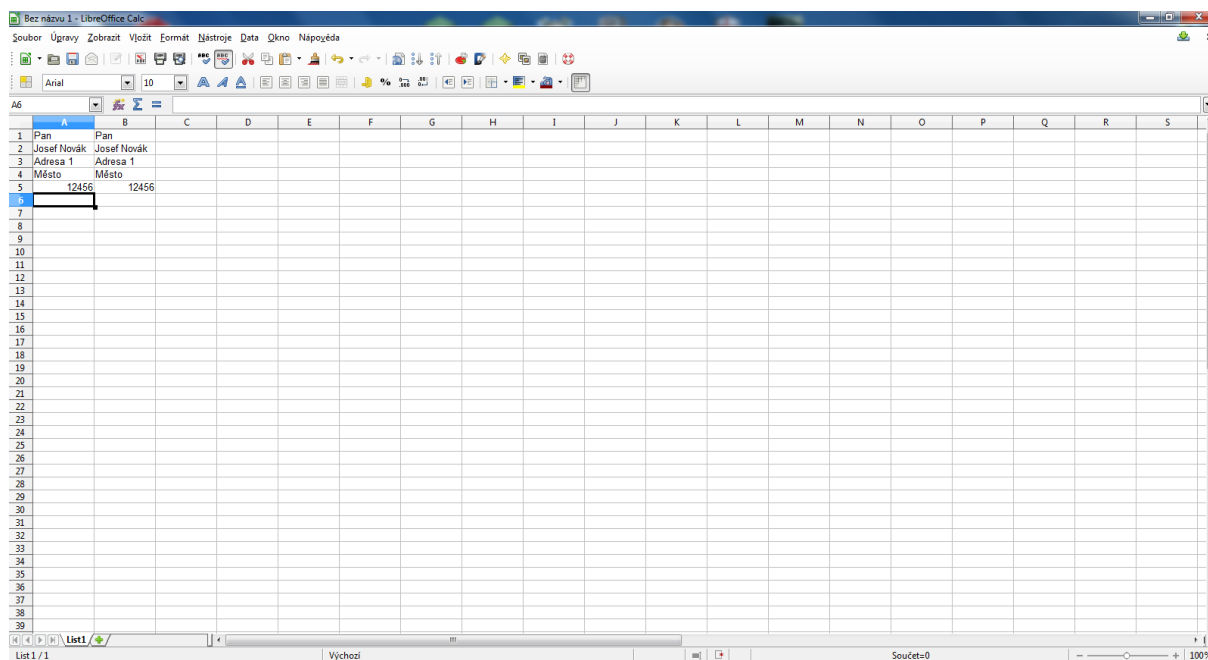 Bez názvu 1 - LibreOffice Calc
Soubor Úpravy Zobrazit Vložit Formát Nástroje Data Okno Nápověda
Arial 10
A6
A B C D E F G H I J K L M N O P Q R S
1 Pan Pan
2 Josef Novák Josef Novák
3 Adresa 1 Adresa 1
4 Město Město
5 12456 12456
6
7
8
9
10
11
12
13
14
15
16
17
18
19
20
21
22
23
24
25
26
27
28
29
30
31
32
33
34
35
36
37
38
39
List1
List 1 / 1 Výchozí Součet=0 100%